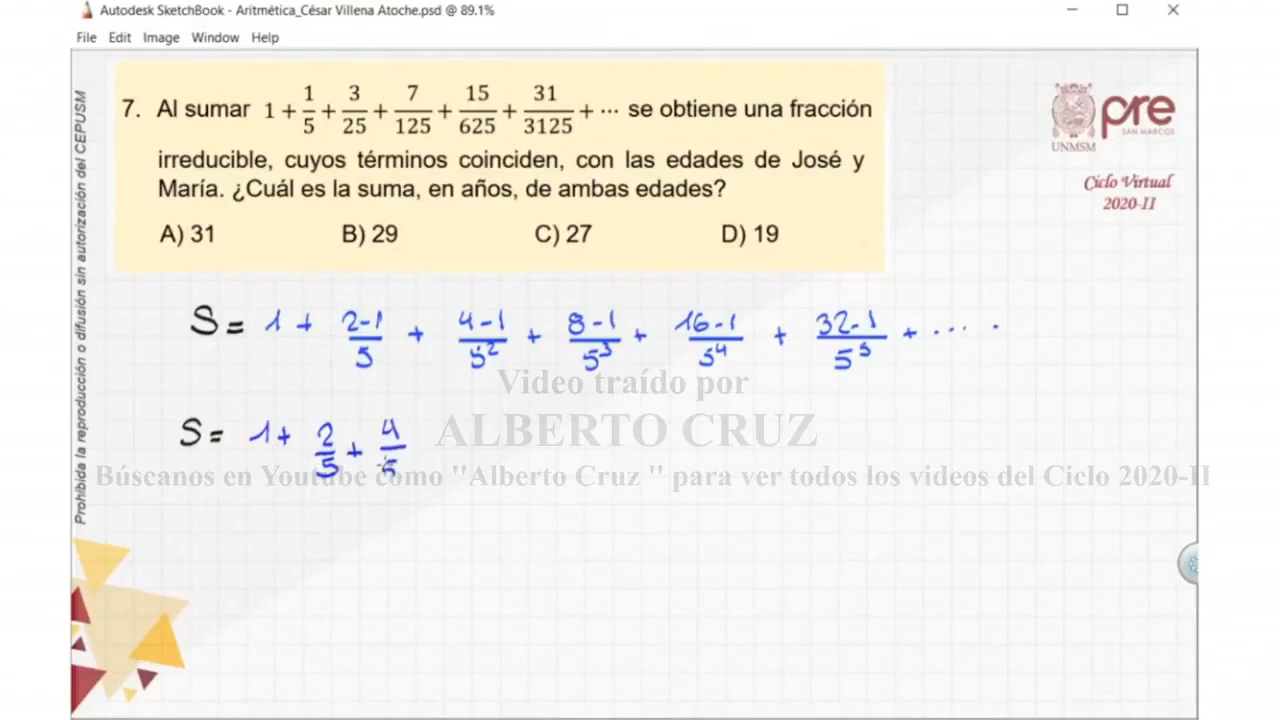 Autodesk SketchBook - Aritmética_César Villena Atoche.psd @ 89.1%
File Edit Image Window Help
7. Al sumar 1 + 1/5 + 3/25 + 7/125 + 15/625 + 31/3125 + ··· se obtiene una fracción
irreducible, cuyos términos coinciden, con las edades de José y
María. ¿Cuál es la suma, en años, de ambas edades?
A) 31 B) 29 C) 27 D) 19
pre
SAN MARCOS
UNMSM
Ciclo Virtual
2020-II
Prohibida la reproducción o difusión sin autorización del CEPUSM
S = 1 + 2-1/5 + 4-1/5² + 8-1/5³ + 16-1/5⁴ + 32-1/5⁵ + ....
Video traído por
ALBERTO CRUZ
S = 1 + 2/5 + 4/5
Búscanos en Youtube como "Alberto Cruz " para ver todos los videos del Ciclo 2020-II